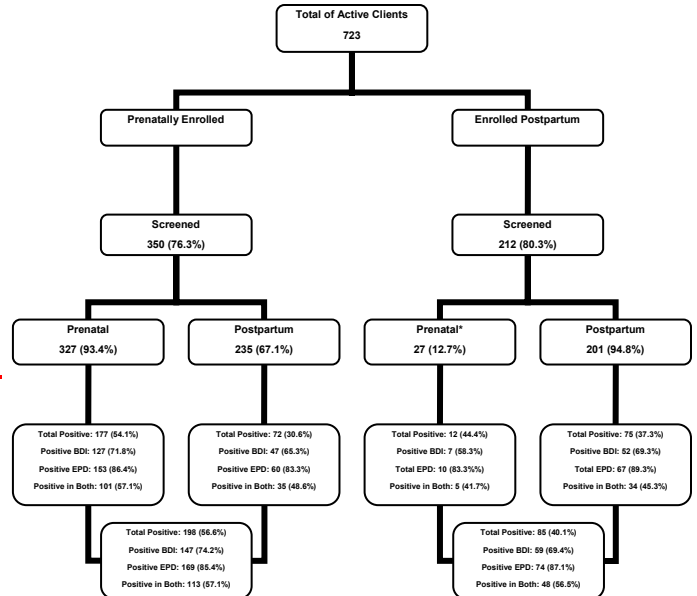 Total of Active Clients
723
Prenatally Enrolled
Enrolled Postpartum
Screened
350 (76.3%)
Screened
212 (80.3%)
Prenatal
327 (93.4%)
Postpartum
235 (67.1%)
Prenatal*
27 (12.7%)
Postpartum
201 (94.8%)
Total Positive: 177 (54.1%)
Positive BDI: 127 (71.8%)
Positive EPD: 153 (86.4%)
Positive in Both: 101 (57.1%)
Total Positive: 72 (30.6%)
Positive BDI: 47 (65.3%)
Positive EPD: 60 (83.3%)
Positive in Both: 35 (48.6%)
Total Positive: 12 (44.4%)
Positive BDI: 7 (58.3%)
Total EPD: 10 (83.3%%)
Positive in Both: 5 (41.7%)
Total Positive: 75 (37.3%)
Positive BDI: 52 (69.3%)
Total EPD: 67 (89.3%)
Positive in Both: 34 (45.3%)
Total Positive: 198 (56.6%)
Positive BDI: 147 (74.2%)
Positive EPD: 169 (85.4%)
Positive in Both: 113 (57.1%)
Total Positive: 85 (40.1%)
Positive BDI: 59 (69.4%)
Positive EPD: 74 (87.1%)
Positive in Both: 48 (56.5%)